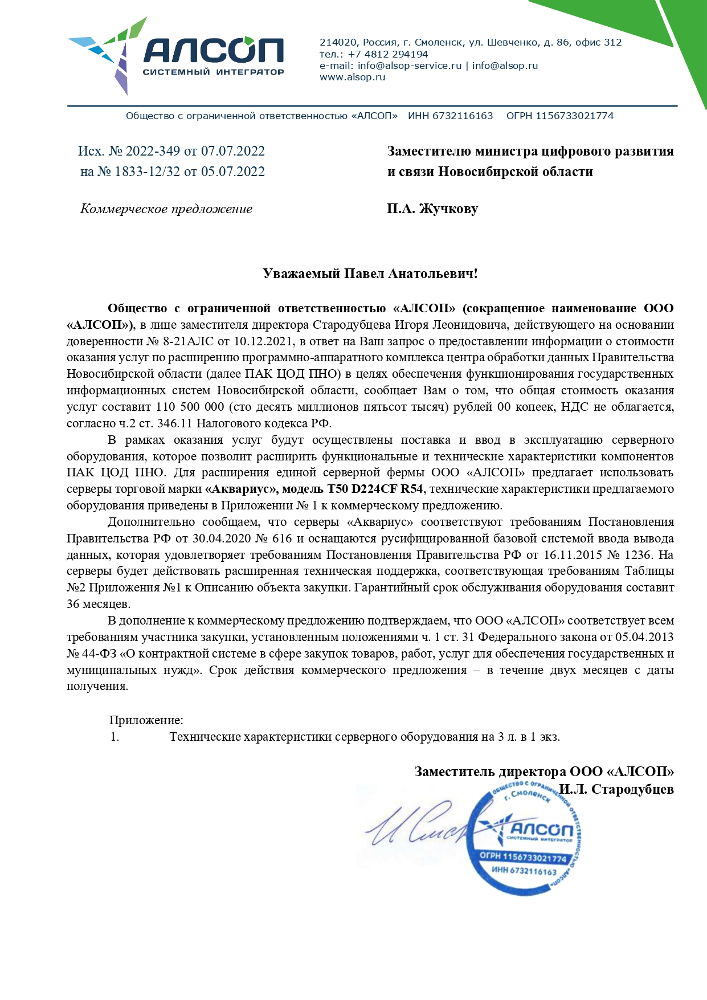 АЛСОП
СИСТЕМНЫЙ ИНТЕГРАТОР
214020, Россия, г. Смоленск, ул. Шевченко, д. 86, офис 312
тел.: +7 4812 294194
e-mail: info@alsop-service.ru | info@alsop.ru
www.alsop.ru
Общество с ограниченной ответственностью «АЛСОП» ИНН 6732116163 ОГРН 1156733021774
Исх. № 2022-349 от 07.07.2022
на № 1833-12/32 от 05.07.2022
Заместителю министра цифрового развития
и связи Новосибирской области
Коммерческое предложение
П.А. Жучкову
Уважаемый Павел Анатольевич!
Общество с ограниченной ответственностью «АЛСОП» (сокращенное наименование ООО
«АЛСОП»), в лице заместителя директора Стародубцева Игоря Леонидовича, действующего на основании
доверенности № 8-21АЛС от 10.12.2021, в ответ на Ваш запрос о предоставлении информации о стоимости
оказания услуг по расширению программно-аппаратного комплекса центра обработки данных Правительства
Новосибирской области (далее ПАК ЦОД ПНО) в целях обеспечения функционирования государственных
информационных систем Новосибирской области, сообщает Вам о том, что общая стоимость оказания
услуг составит 110 500 000 (сто десять миллионов пятьсот тысяч) рублей 00 копеек, НДС не облагается,
согласно ч.2 ст. 346.11 Налогового кодекса РФ.
В рамках оказания услуг будут осуществлены поставка и ввод в эксплуатацию серверного
оборудования, которое позволит расширить функциональные и технические характеристики компонентов
ПАК ЦОД ПНО. Для расширения единой серверной фермы ООО «АЛСОП» предлагает использовать
серверы торговой марки «Аквариус», модель T50 D224CF R54, технические характеристики предлагаемого
оборудования приведены в Приложении № 1 к коммерческому предложению.
Дополнительно сообщаем, что серверы «Аквариус» соответствуют требованиям Постановления
Правительства РФ от 30.04.2020 № 616 и оснащаются русифицированной базовой системой ввода вывода
данных, которая удовлетворяет требованиям Постановления Правительства РФ от 16.11.2015 № 1236. На
серверы будет действовать расширенная техническая поддержка, соответствующая требованиям Таблицы
№2 Приложения №1 к Описанию объекта закупки. Гарантийный срок обслуживания оборудования составит
36 месяцев.
В дополнение к коммерческому предложению подтверждаем, что ООО «АЛСОП» соответствует всем
требованиям участника закупки, установленным положениями ч. 1 ст. 31 Федерального закона от 05.04.2013
№ 44-ФЗ «О контрактной системе в сфере закупок товаров, работ, услуг для обеспечения государственных и
муниципальных нужд». Срок действия коммерческого предложения – в течение двух месяцев с даты
получения.
Приложение:
1. Технические характеристики серверного оборудования на 3 л. в 1 экз.
Заместитель директора ООО «АЛСОП»
И.Л. Стародубцев
ОБЩЕСТВО С ОГРАНИЧЕННОЙ ОТВЕТСТВЕННОСТЬЮ «АЛСОП»
г. Смоленск
АЛСОП
СИСТЕМНЫЙ ИНТЕГРАТОР
ОГРН 1156733021774
ИНН 6732116163